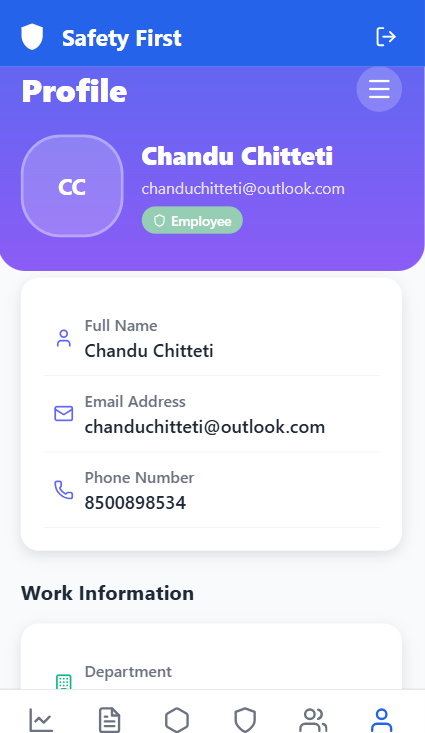 Safety First
Profile
CC
Chandu Chitteti
chanduchitteti@outlook.com
Employee
Full Name
Chandu Chitteti
Email Address
chanduchitteti@outlook.com
Phone Number
8500898534
Work Information
Department